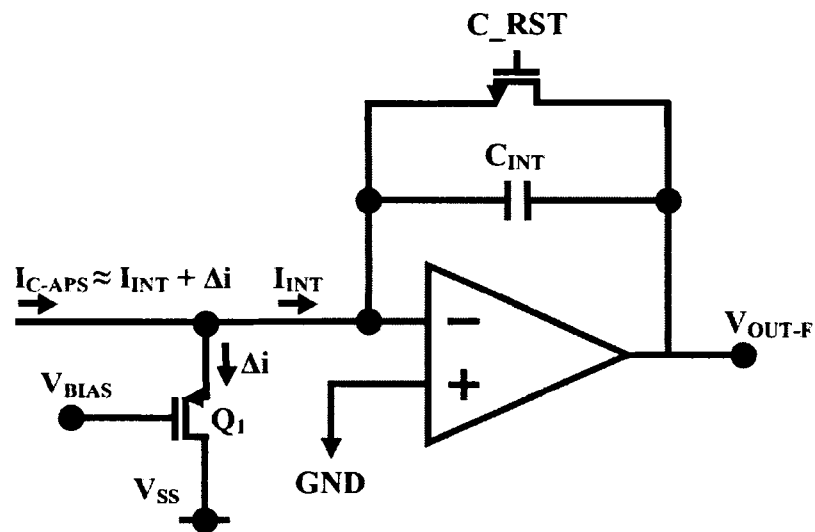 C_RST
C_INT
I_C-APS ≈ I_INT + Δi
I_INT
−
+
V_OUT-F
Δi
V_BIAS
Q_1
GND
V_SS